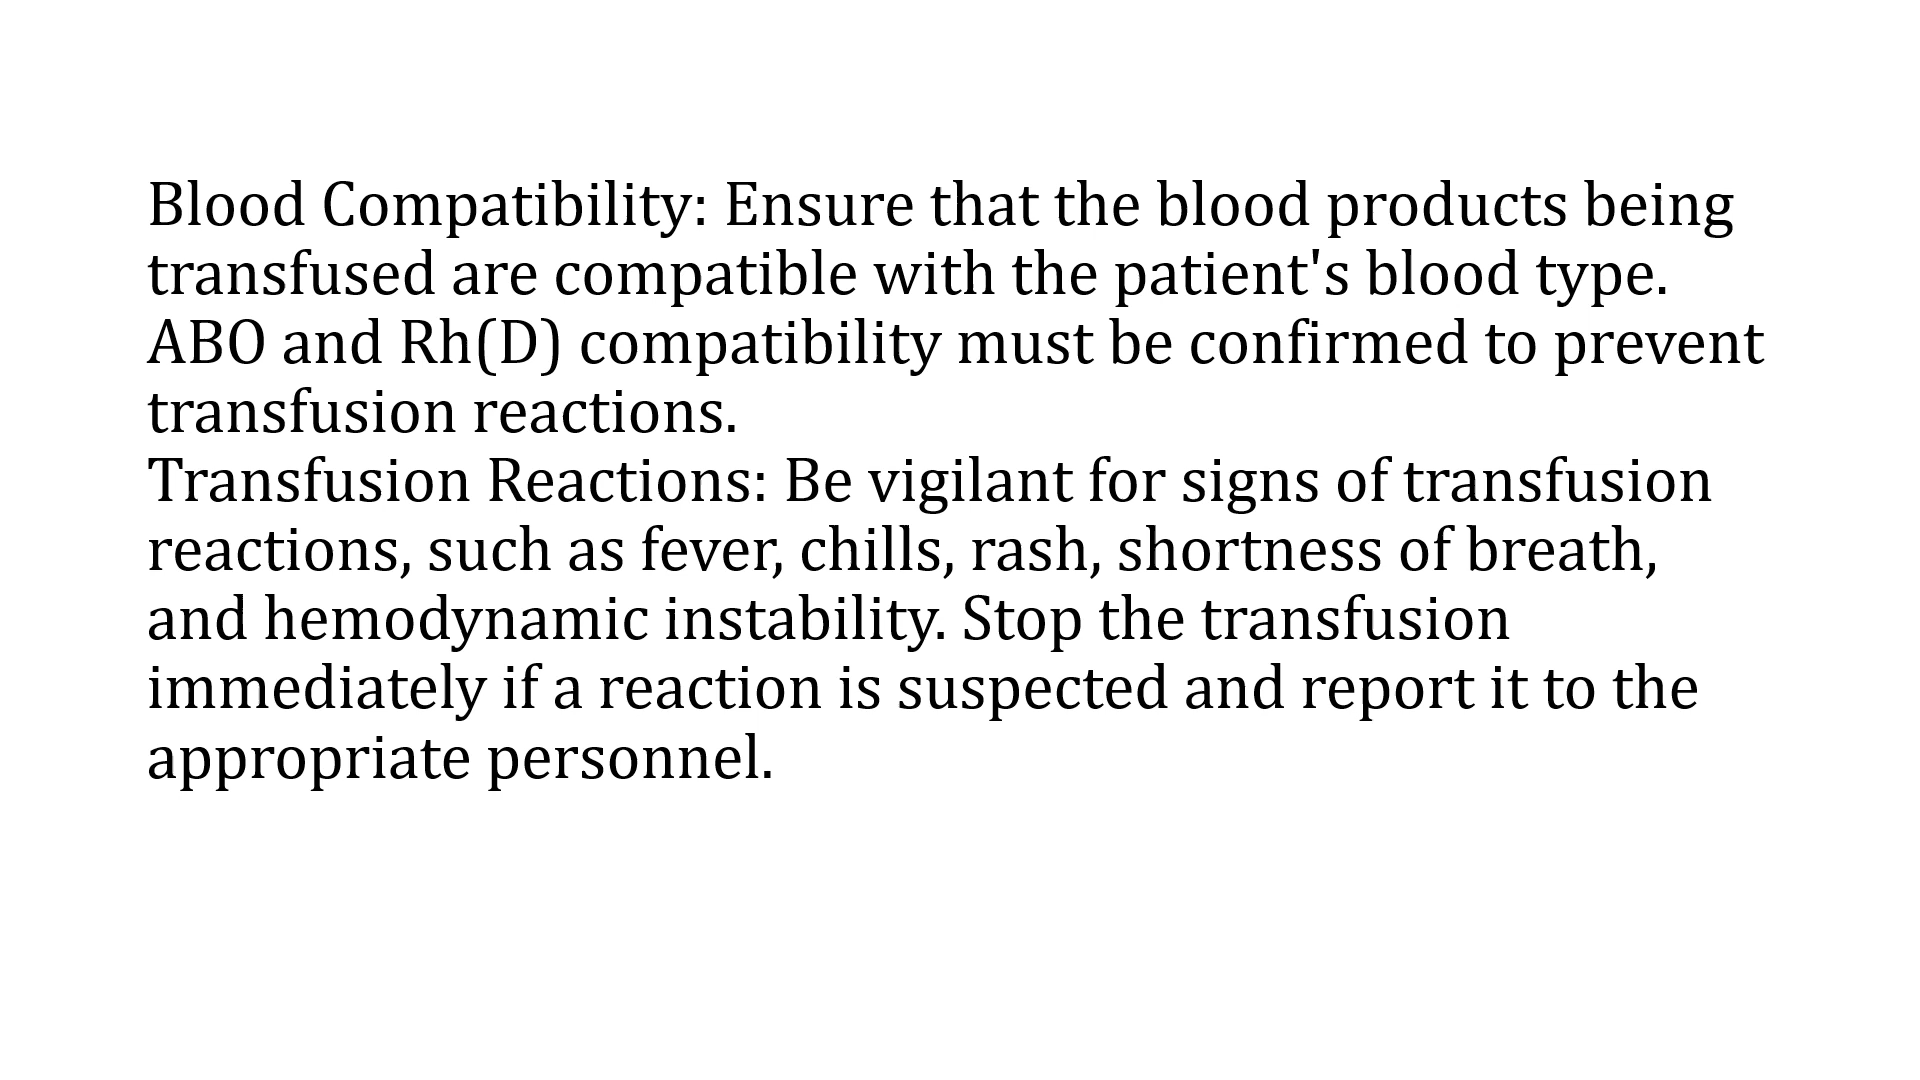 Blood Compatibility: Ensure that the blood products being
transfused are compatible with the patient's blood type.
ABO and Rh(D) compatibility must be confirmed to prevent
transfusion reactions.
Transfusion Reactions: Be vigilant for signs of transfusion
reactions, such as fever, chills, rash, shortness of breath,
and hemodynamic instability. Stop the transfusion
immediately if a reaction is suspected and report it to the
appropriate personnel.